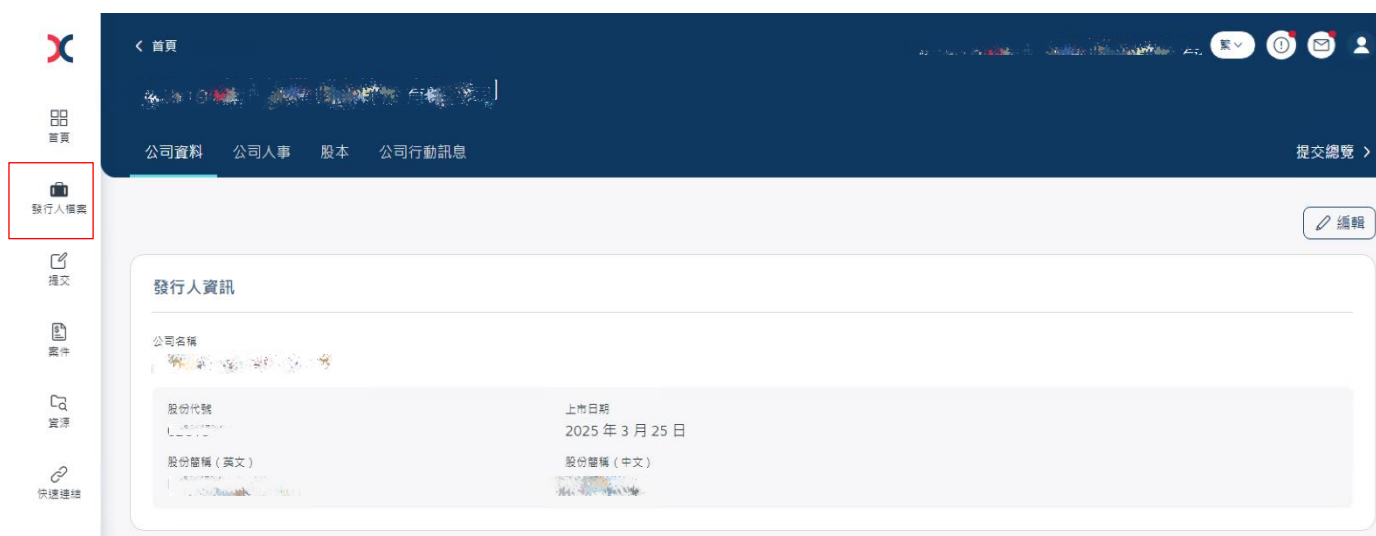 首頁
繁
首頁
公司資料 公司人事 股本 公司行動訊息
提交總覽
發行人檔案
編輯
提交
發行人資訊
案件
公司名稱
資源
股份代號 上市日期
2025 年 3 月 25 日
股份簡稱（英文） 股份簡稱（中文）
快速連結